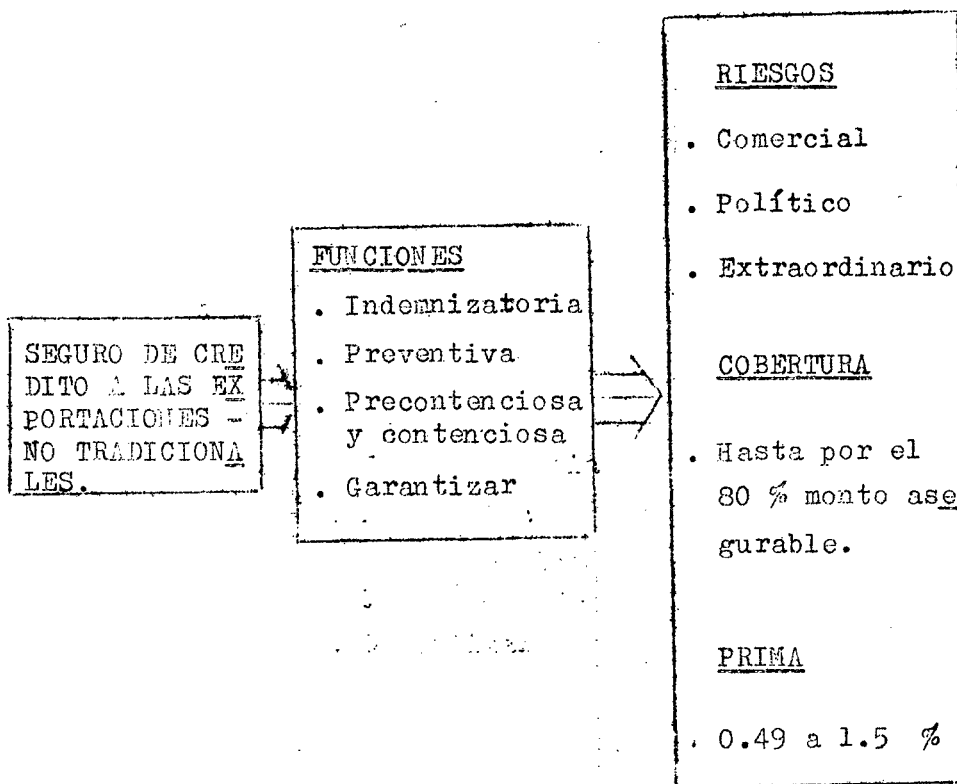 SEGURO DE CRE
DITO A LAS EX
PORTACIONES -
NO TRADICIONA
LES.
FUNCIONES
. Indemnizatoria
. Preventiva
. Precontenciosa
y contenciosa
. Garantizar
RIESGOS
. Comercial
. Político
. Extraordinario
COBERTURA
. Hasta por el
80 % monto ase
gurable.
PRIMA
. 0.49 a 1.5 %